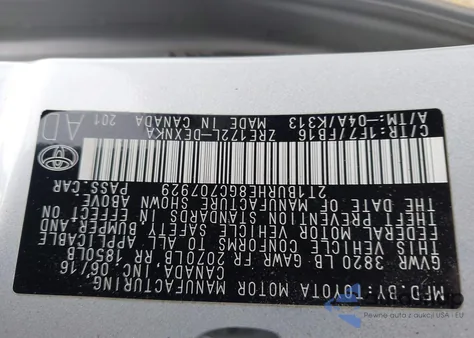 MFD.BY: TOYOTA MOTOR MANUFACTURING
CANADA INC. 06/16
GVWR 3820 LB GAWR FR 2070LB RR 1850LB
THIS VEHICLE CONFORMS TO ALL APPLICABLE
FEDERAL MOTOR VEHICLE SAFETY, BUMPER AND
THEFT PREVENTION STANDARDS IN EFFECT ON
THE DATE OF MANUFACTURE SHOWN ABOVE
2T1BURHE8GC707929 PASS.CAR
C/TR: 1F7/FB16 ZRE172L-DEXNKA AD
A/TM: -04A/K313 MADE IN CANADA 201
Pewne auta z aukcji USA i EU